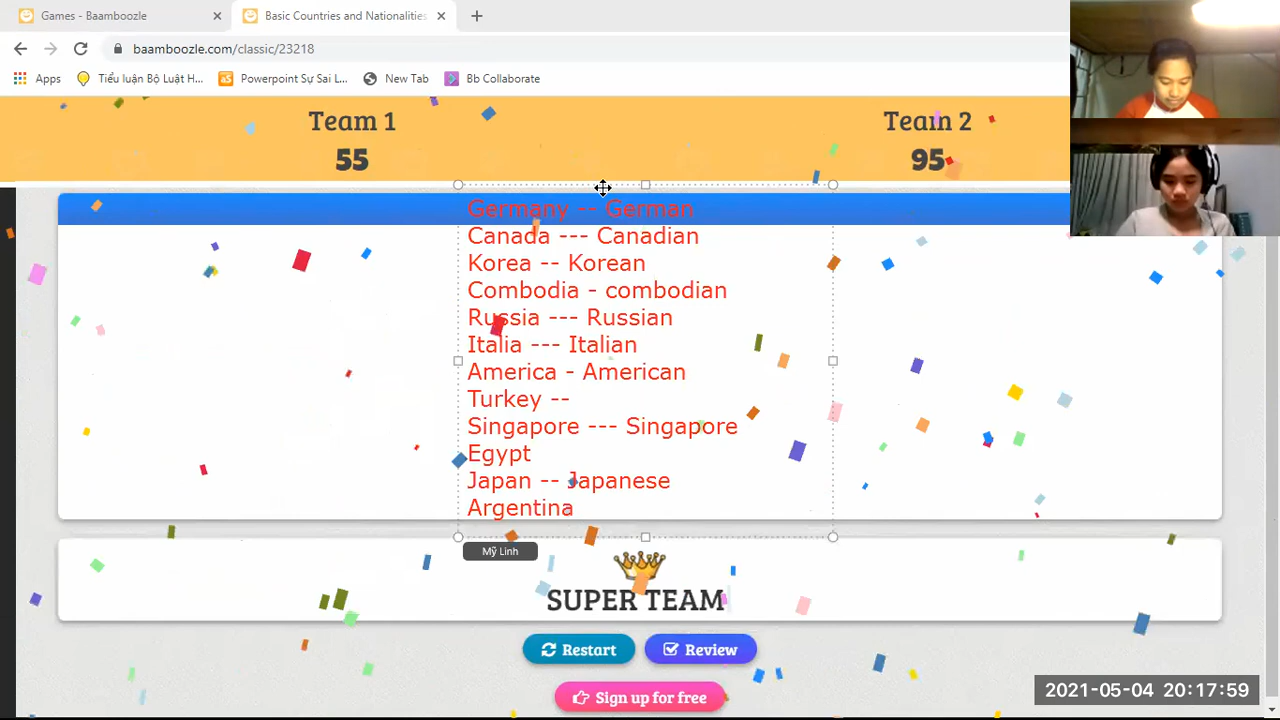 Games - Baamboozle
Basic Countries and Nationalities
baamboozle.com/classic/23218
Apps
Tiểu luận Bộ Luật H...
Powerpoint Sự Sai L...
New Tab
Bb Collaborate
Team 1
55
Team 2
95
Germany -- German
Canada --- Canadian
Korea -- Korean
Combodia - combodian
Russia --- Russian
Italia --- Italian
America - American
Turkey --
Singapore --- Singapore
Egypt
Japan -- Japanese
Argentina
Mỹ Linh
SUPER TEAM
Restart
Review
Sign up for free
2021-05-04 20:17:59